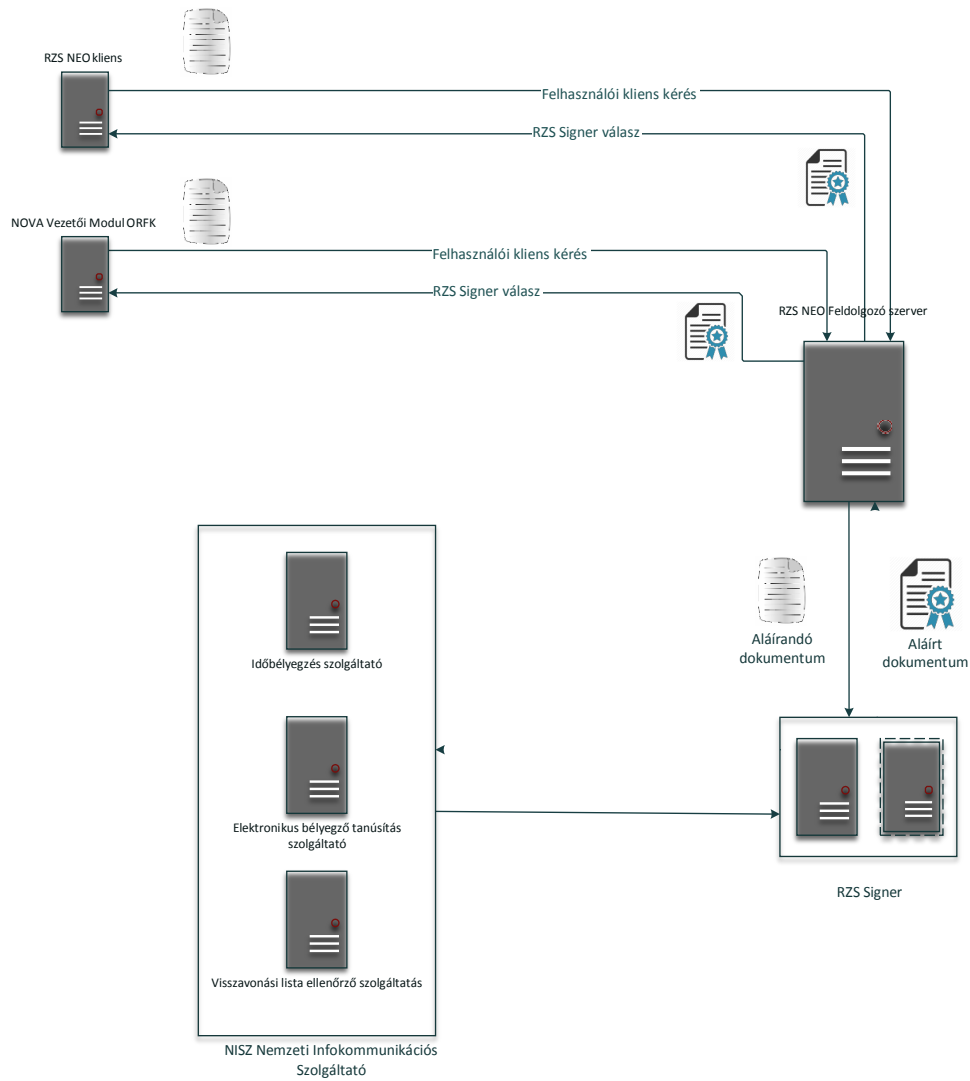 RZS NEO kliens
Felhasználói kliens kérés
RZS Signer válasz
NOVA Vezetői Modul ORFK
Felhasználói kliens kérés
RZS Signer válasz
RZS NEO Feldolgozó szerver
Időbélyegzés szolgáltató
Aláírandó
dokumentum
Aláírt
dokumentum
Elektronikus bélyegző tanúsítás
szolgáltató
RZS Signer
Visszavonási lista ellenőrző szolgáltatás
NISZ Nemzeti Infokommunikációs
Szolgáltató